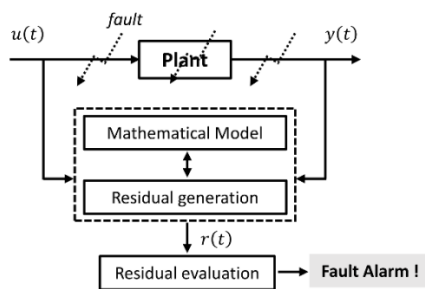 fault
u(t)
y(t)
Plant
Mathematical Model
Residual generation
r(t)
Residual evaluation
Fault Alarm !